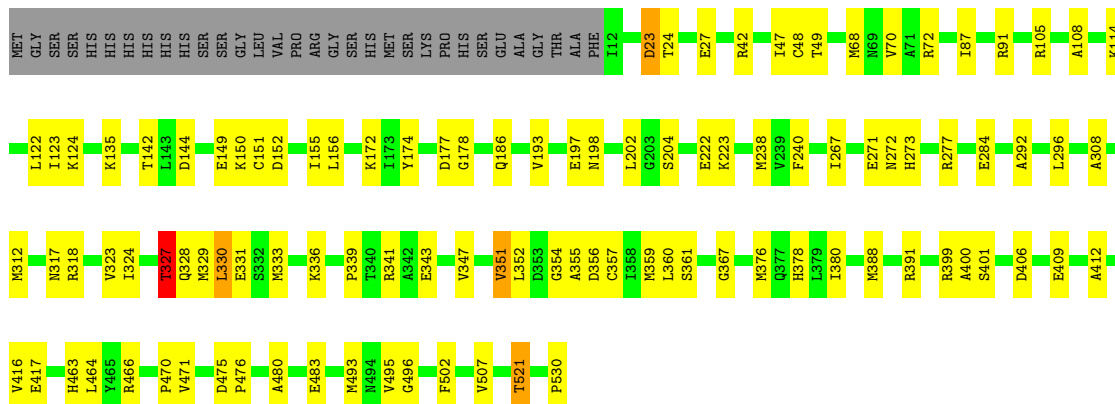 MET GLY SER SER HIS HIS HIS HIS HIS HIS SER SER GLY LEU VAL PRO ARG GLY SER HIS MET SER LYS PRO HIS SER GLU ALA GLY THR ALA PHE I12 D23 T24 E27 R42 I47 C48 T49 M68 N69 V70 A71 R72 I87 R91 R105 A108 K114
L122 I123 K124 K135 T142 L143 D144 E149 K150 C151 D152 I155 L156 K172 I173 Y174 D177 G178 Q186 V193 E197 N198 L202 G203 S204 E222 K223 M238 V239 F240 I267 E271 N272 H273 R277 E284 A292 L296 A308
M312 N317 R318 V323 I324 T327 Q328 M329 L330 E331 S332 M333 K336 P339 T340 R341 A342 E343 V347 V351 L352 D353 G354 A355 D356 C357 I358 M359 L360 S361 G367 M376 Q377 H378 L379 I380 M388 R391 R399 A400 S401 D406 E409 A412
V416 E417 H463 L464 Y465 R466 P470 V471 D475 P476 A480 E483 M493 N494 V495 G496 F502 V507 T521 P530